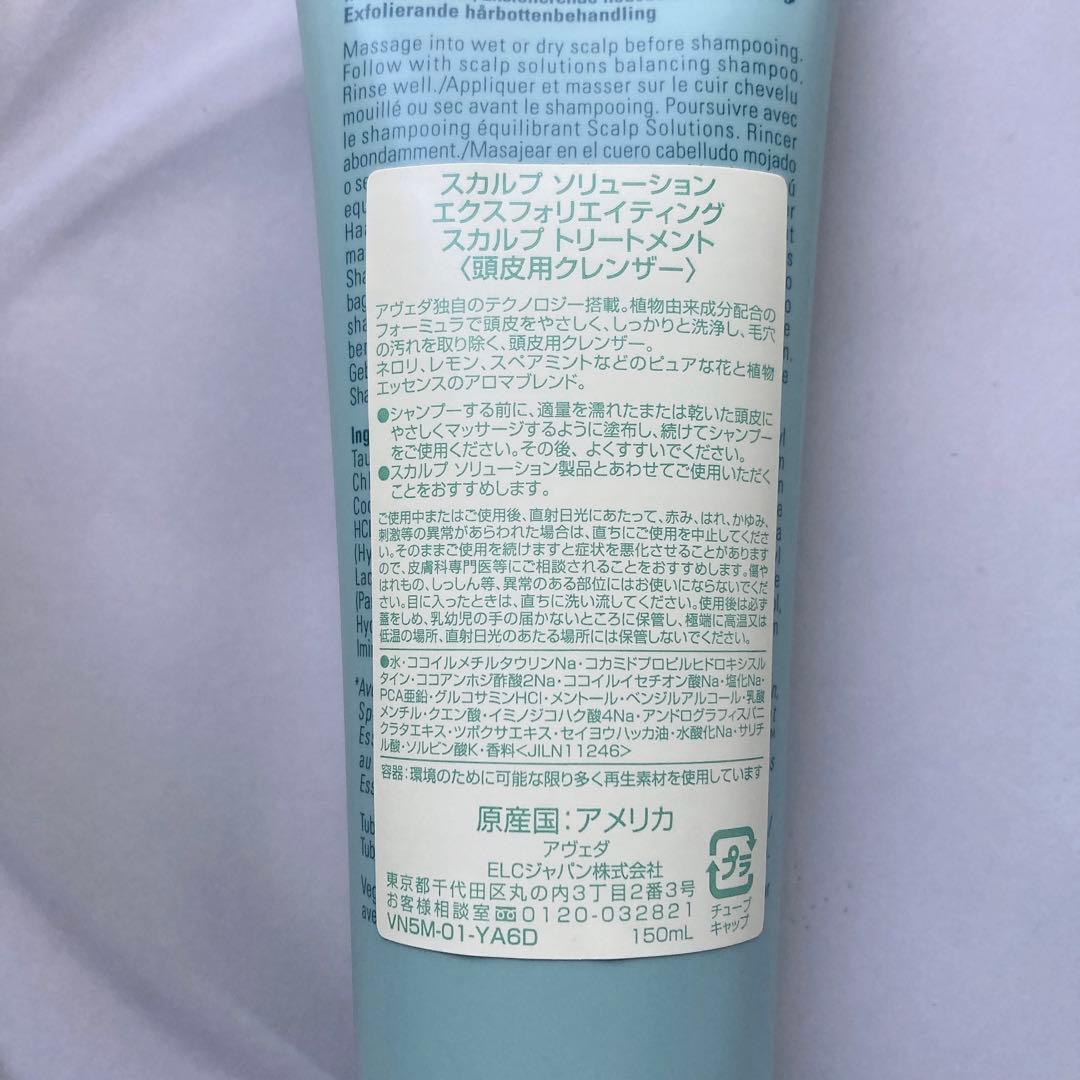 Exfolierande hårbottenbehandling
Massage into wet or dry scalp before shampooing.
Follow with scalp solutions balancing shampoo.
Rinse well./Appliquer et masser sur le cuir chevelu
mouillé ou sec avant le shampooing. Poursuivre avec
le shampooing équilibrant Scalp Solutions. Rincer
abondamment./Masajear en el cuero cabelludo mojado
スカルプ ソリューション
エクスフォリエイティング
スカルプ トリートメント
〈頭皮用クレンザー〉
アヴェダ独自のテクノロジー搭載。植物由来成分配合の
フォーミュラで頭皮をやさしく、しっかりと洗浄し、毛穴
の汚れを取り除く、頭皮用クレンザー。
ネロリ、レモン、スペアミントなどのピュアな花と植物
エッセンスのアロマブレンド。
●シャンプーする前に、適量を濡れたまたは乾いた頭皮に
やさしくマッサージするように塗布し、続けてシャンプー
をご使用ください。その後、よくすすいでください。
●スカルプ ソリューション製品とあわせてご使用いただく
ことをおすすめします。
ご使用中またはご使用後、直射日光にあたって、赤み、はれ、かゆみ、
刺激等の異常があらわれた場合は、直ちにご使用を中止してくださ
い。そのままご使用を続けますと症状を悪化させることがあります
ので、皮膚科専門医等にご相談されることをおすすめします。傷や
はれもの、しっしん等、異常のある部位にはお使いにならないでくだ
さい。目に入ったときは、直ちに洗い流してください。使用後は必ず
蓋をしめ、乳幼児の手の届かないところに保管し、極端に高温又は
低温の場所、直射日光のあたる場所には保管しないでください。
●水・ココイルメチルタウリンNa・コカミドプロピルヒドロキシスル
タイン・ココアンホジ酢酸2Na・ココイルイセチオン酸Na・塩化Na・
PCA亜鉛・グルコサミンHCl・メントール・ベンジルアルコール・乳酸
メンチル・クエン酸・イミノジコハク酸4Na・アンドログラフィスパニ
クラタエキス・ツボクサエキス・セイヨウハッカ油・水酸化Na・サリチ
ル酸・ソルビン酸K・香料<JILN11246>
容器:環境のために可能な限り多く再生素材を使用しています
原産国:アメリカ
アヴェダ
ELCジャパン株式会社
東京都千代田区丸の内3丁目2番3号
お客様相談室 0120-032821
VN5M-01-YA6D 150mL
プラ
チューブ
キャップ